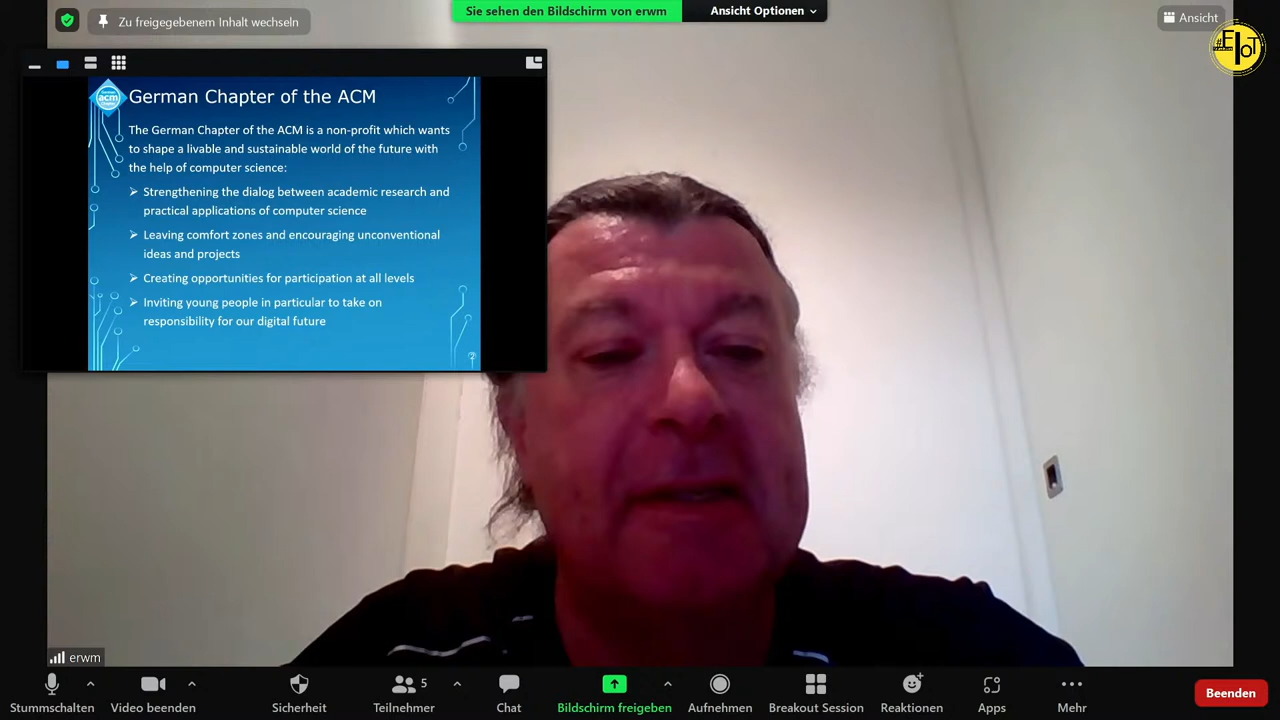 Zu freigegebenem Inhalt wechseln
Sie sehen den Bildschirm von erwm
Ansicht Optionen
Ansicht
#EIoT
German acm Chapter
German Chapter of the ACM
The German Chapter of the ACM is a non-profit which wants
to shape a livable and sustainable world of the future with
the help of computer science:
➢ Strengthening the dialog between academic research and
practical applications of computer science
➢ Leaving comfort zones and encouraging unconventional
ideas and projects
➢ Creating opportunities for participation at all levels
➢ Inviting young people in particular to take on
responsibility for our digital future
erwm
Stummschalten
Video beenden
Sicherheit
5
Teilnehmer
Chat
Bildschirm freigeben
Aufnehmen
Breakout Session
Reaktionen
Apps
Mehr
Beenden